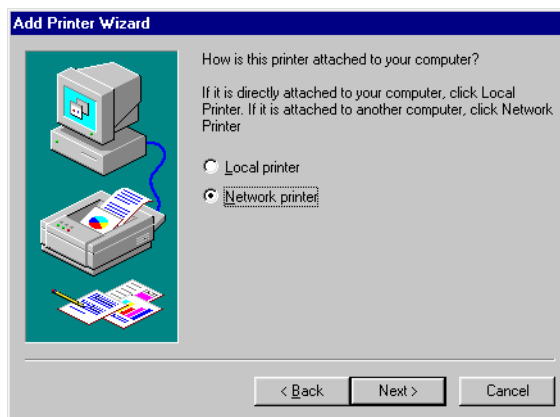 Add Printer Wizard
How is this printer attached to your computer?
If it is directly attached to your computer, click Local
Printer. If it is attached to another computer, click Network
Printer
Local printer
Network printer
< Back
Next >
Cancel